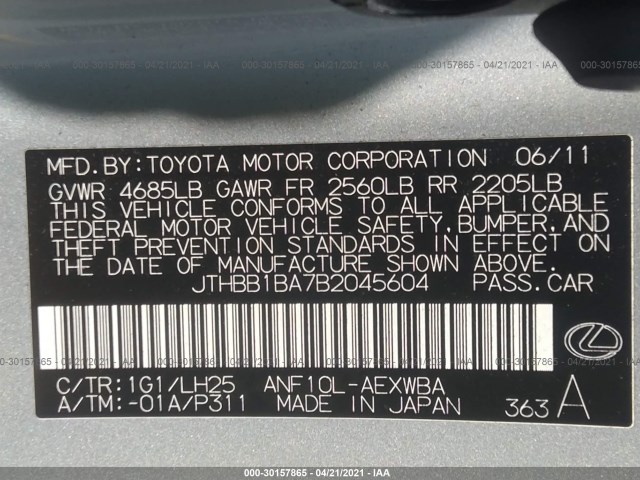 000-30157865 - 04/21/2021 - IAA
MFD.BY:TOYOTA MOTOR CORPORATION 06/11
GVWR 4685LB GAWR FR 2560LB RR 2205LB
THIS VEHICLE CONFORMS TO ALL APPLICABLE
FEDERAL MOTOR VEHICLE SAFETY,BUMPER,AND
THEFT PREVENTION STANDARDS IN EFFECT ON
THE DATE OF MANUFACTURE SHOWN ABOVE.
JTHBB1BA7B2045604 PASS.CAR
C/TR:1G1/LH25 ANF10L-AEXWBA
A/TM:-01A/P311 MADE IN JAPAN 363 A
000-30157865 - 04/21/2021 - IAA